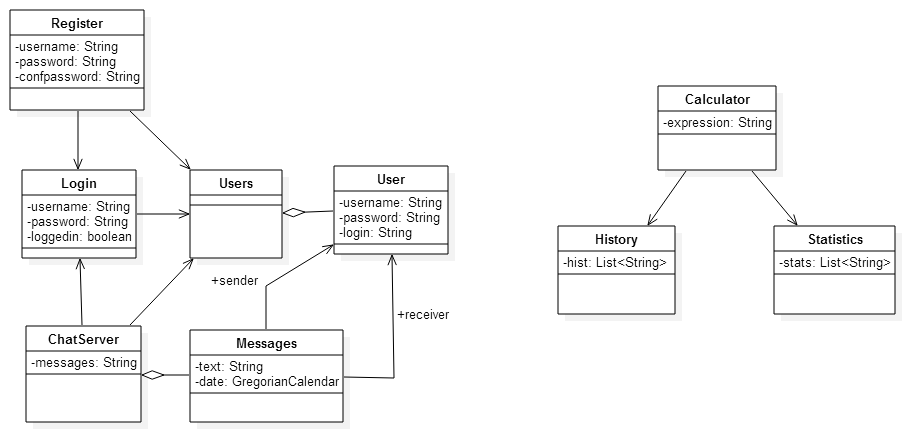 Register
-username: String
-password: String
-confpassword: String
Calculator
-expression: String
Login
-username: String
-password: String
-loggedin: boolean
Users
User
-username: String
-password: String
-login: String
History
-hist: List<String>
Statistics
-stats: List<String>
+sender
+receiver
ChatServer
-messages: String
Messages
-text: String
-date: GregorianCalendar